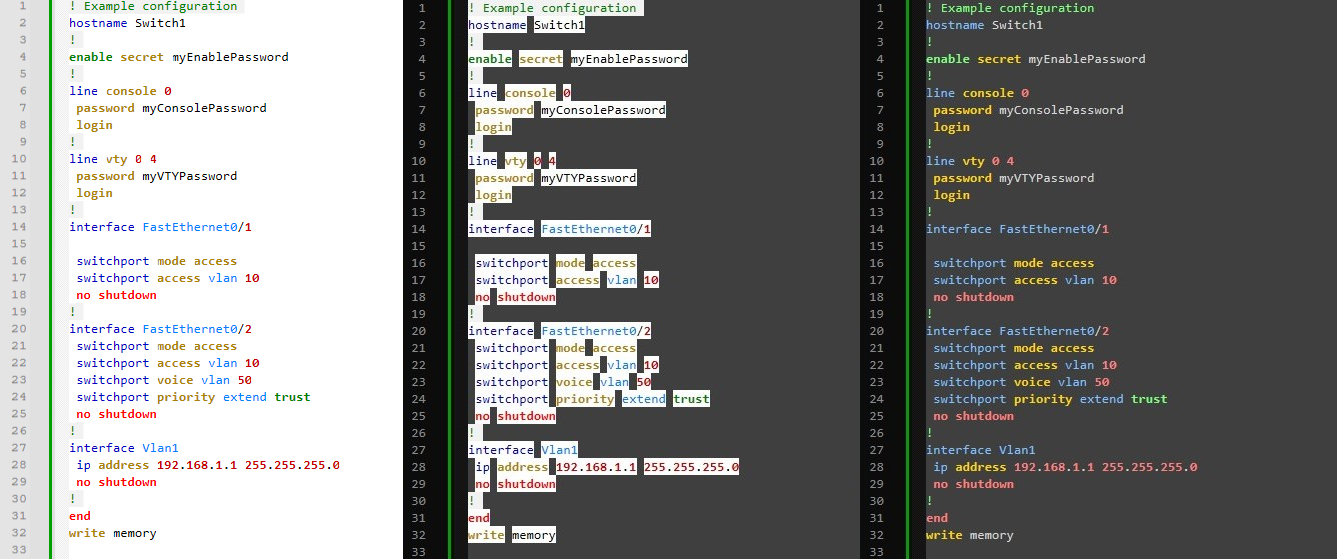 1 ! Example configuration
2 hostname Switch1
3 !
4 enable secret myEnablePassword
5 !
6 line console 0
7 password myConsolePassword
8 login
9 !
10 line vty 0 4
11 password myVTYPassword
12 login
13 !
14 interface FastEthernet0/1
15
16 switchport mode access
17 switchport access vlan 10
18 no shutdown
19 !
20 interface FastEthernet0/2
21 switchport mode access
22 switchport access vlan 10
23 switchport voice vlan 50
24 switchport priority extend trust
25 no shutdown
26 !
27 interface Vlan1
28 ip address 192.168.1.1 255.255.255.0
29 no shutdown
30 !
31 end
32 write memory
33
1 ! Example configuration
2 hostname Switch1
3 !
4 enable secret myEnablePassword
5 !
6 line console 0
7 password myConsolePassword
8 login
9 !
10 line vty 0 4
11 password myVTYPassword
12 login
13 !
14 interface FastEthernet0/1
15
16 switchport mode access
17 switchport access vlan 10
18 no shutdown
19 !
20 interface FastEthernet0/2
21 switchport mode access
22 switchport access vlan 10
23 switchport voice vlan 50
24 switchport priority extend trust
25 no shutdown
26 !
27 interface Vlan1
28 ip address 192.168.1.1 255.255.255.0
29 no shutdown
30 !
31 end
32 write memory
33
1 ! Example configuration
2 hostname Switch1
3 !
4 enable secret myEnablePassword
5 !
6 line console 0
7 password myConsolePassword
8 login
9 !
10 line vty 0 4
11 password myVTYPassword
12 login
13 !
14 interface FastEthernet0/1
15
16 switchport mode access
17 switchport access vlan 10
18 no shutdown
19 !
20 interface FastEthernet0/2
21 switchport mode access
22 switchport access vlan 10
23 switchport voice vlan 50
24 switchport priority extend trust
25 no shutdown
26 !
27 interface Vlan1
28 ip address 192.168.1.1 255.255.255.0
29 no shutdown
30 !
31 end
32 write memory
33